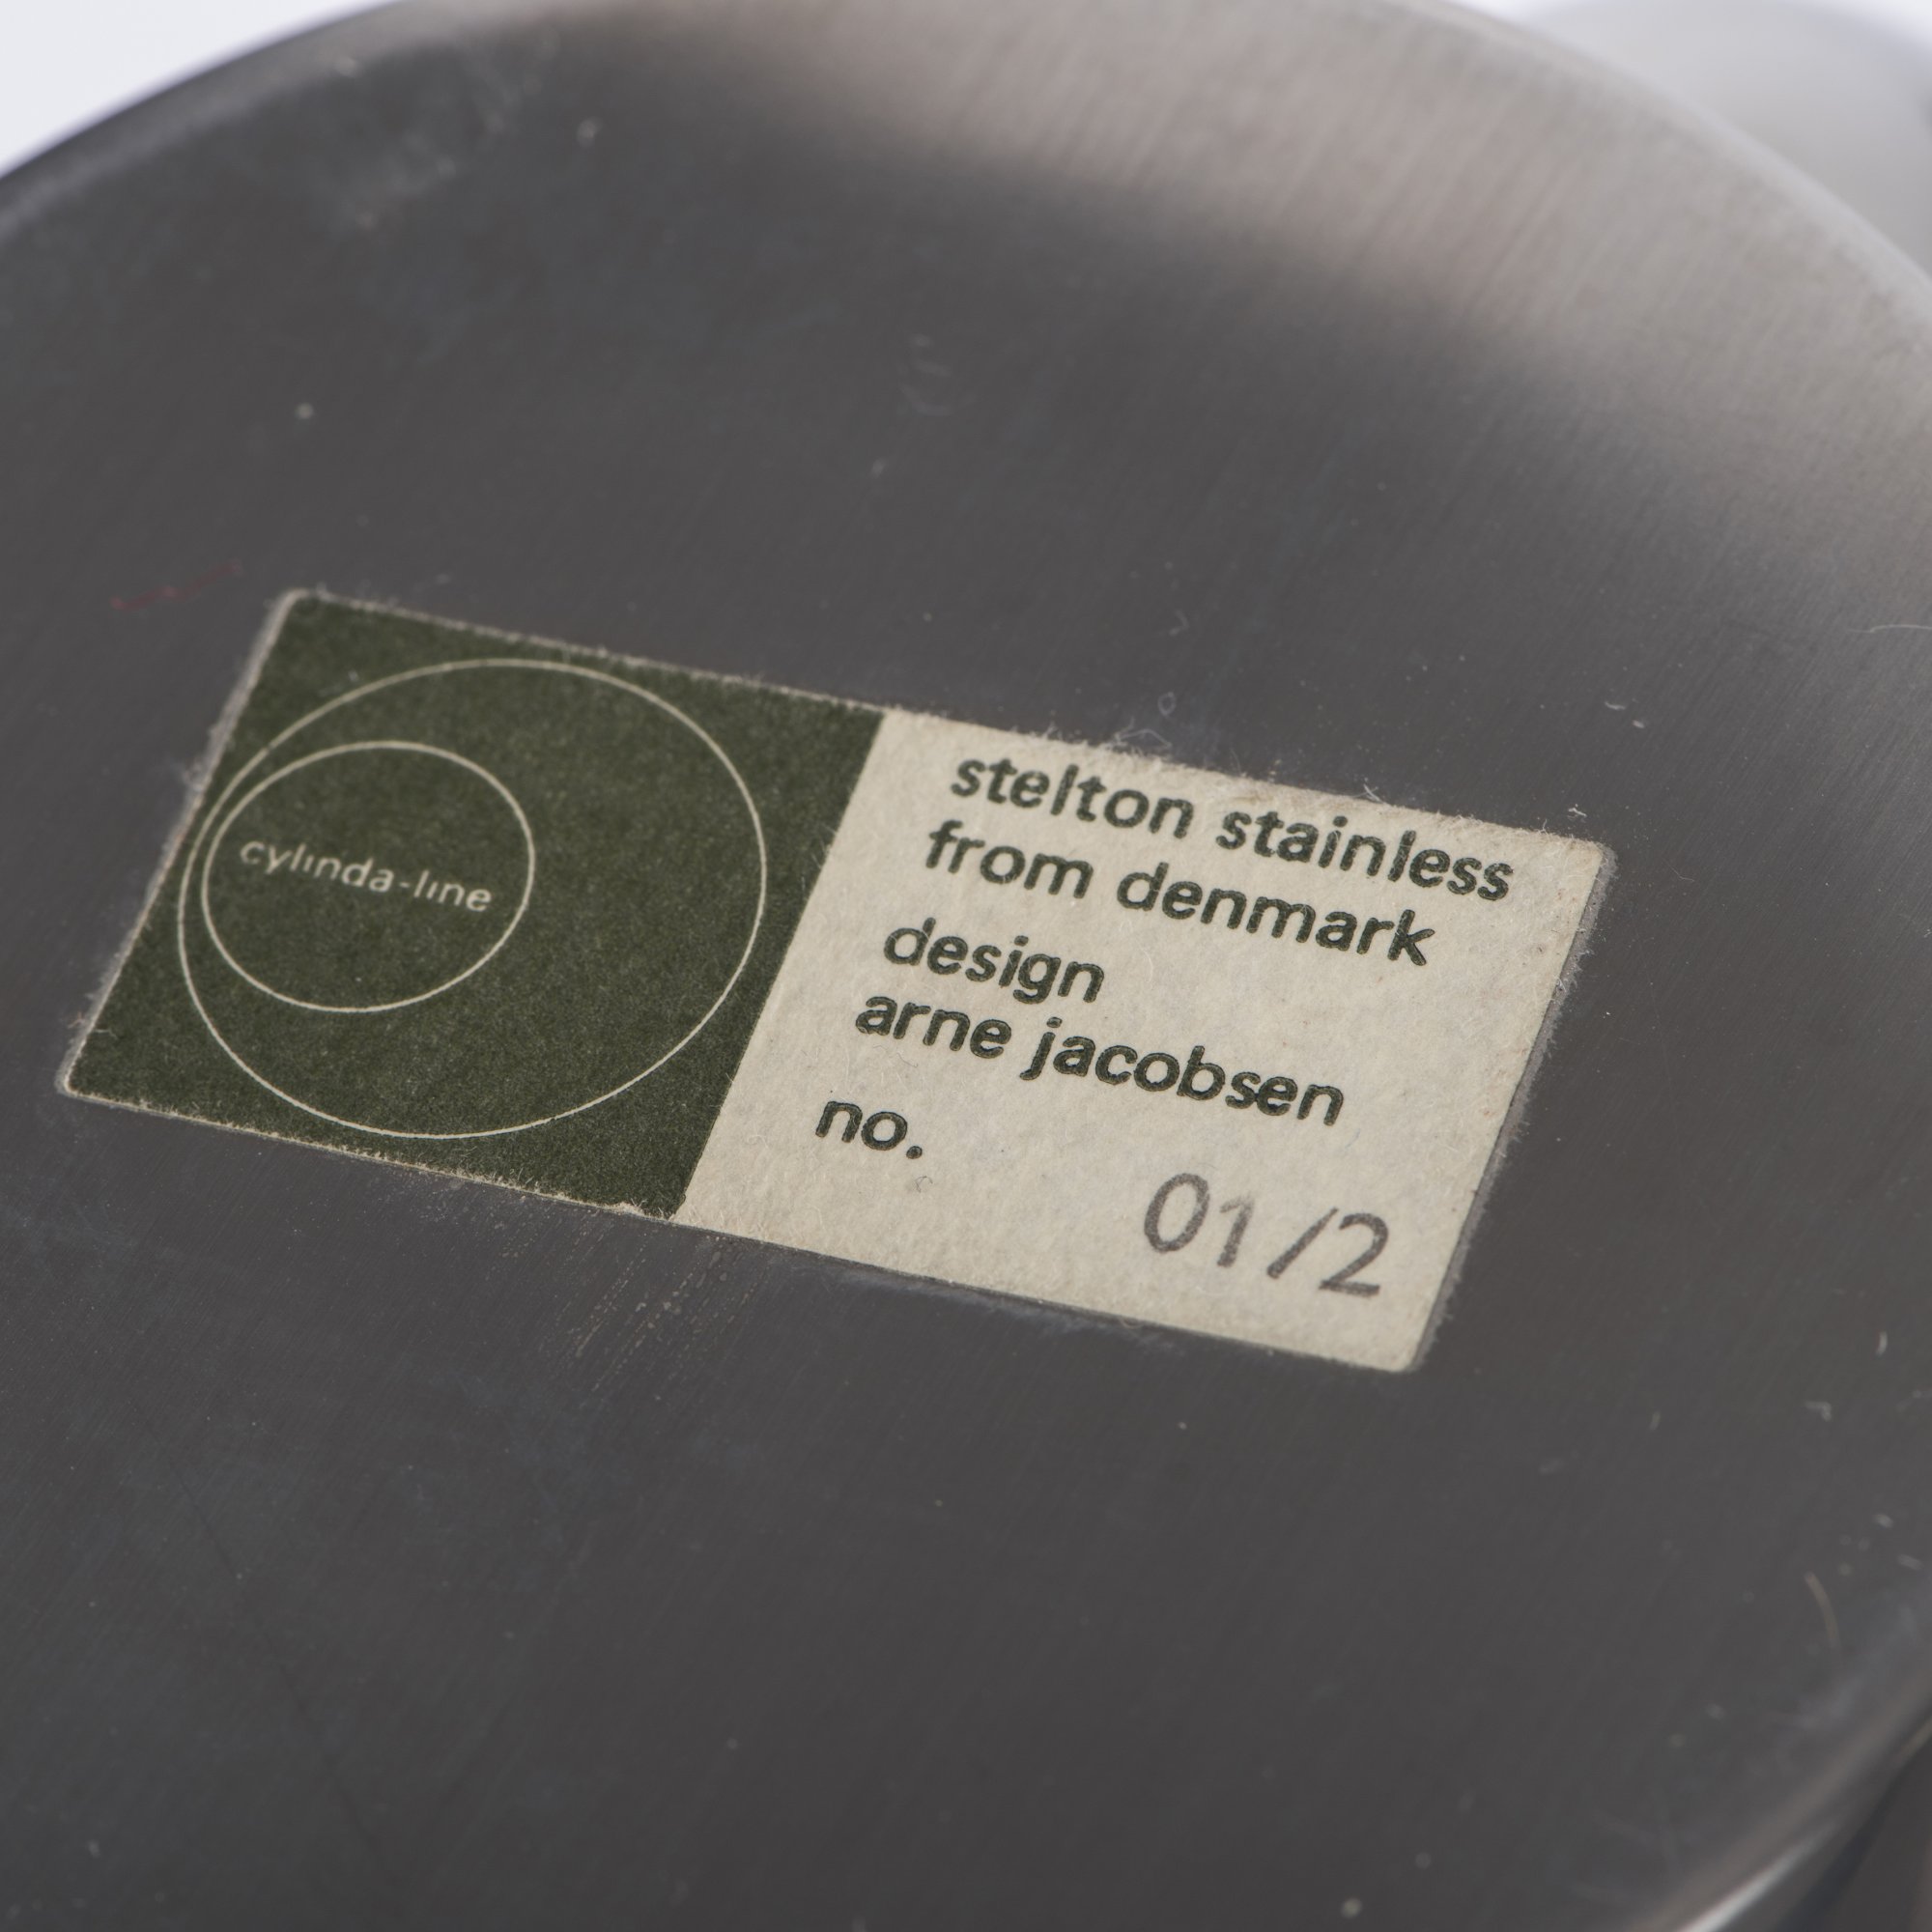 cylinda-line
stelton stainless
from denmark
design
arne jacobsen
no.
01/2